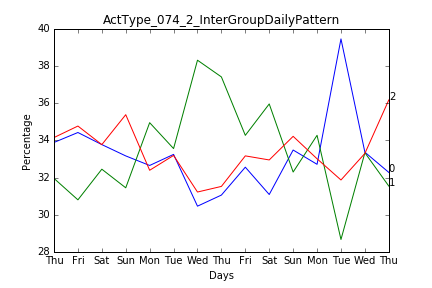 ActType_074_2_InterGroupDailyPattern
40
38
36
34
32
30
28
Percentage
2
0
1
Thu Fri Sat Sun Mon Tue Wed Thu Fri Sat Sun Mon Tue Wed Thu
Days